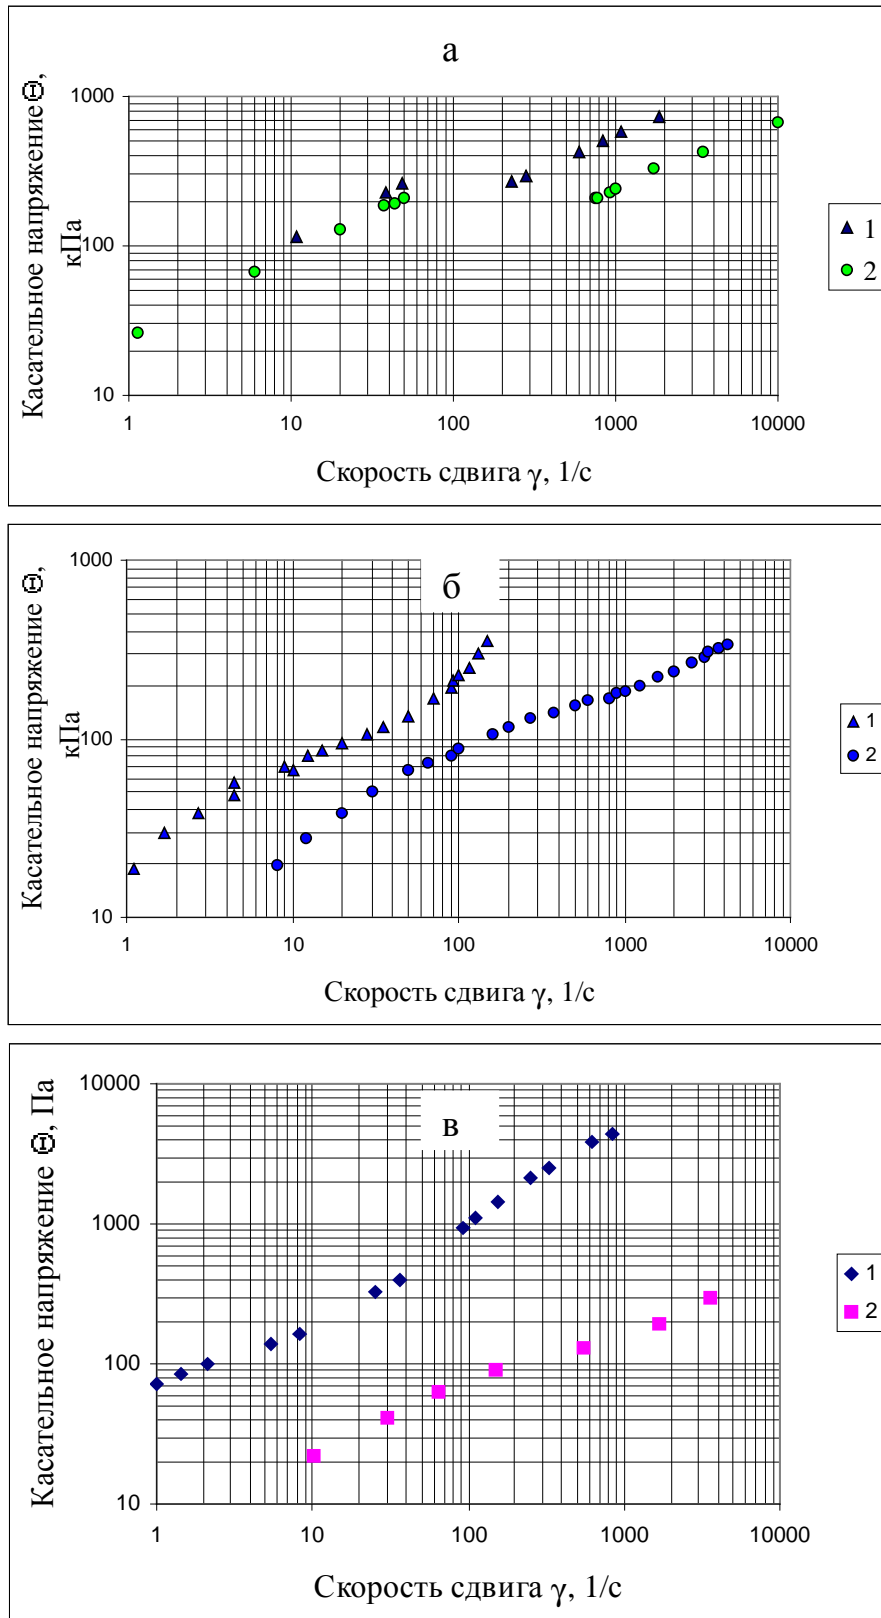 а
Касательное напряжение Θ,
кПа
1000
100
10
1 10 100 1000 10000
Скорость сдвига γ, 1/с
1
2
б
Касательное напряжение Θ,
кПа
1000
100
10
1 10 100 1000 10000
Скорость сдвига γ, 1/с
1
2
в
Касательное напряжение Θ, Па
10000
1000
100
10
1 10 100 1000 10000
Скорость сдвига γ, 1/с
1
2